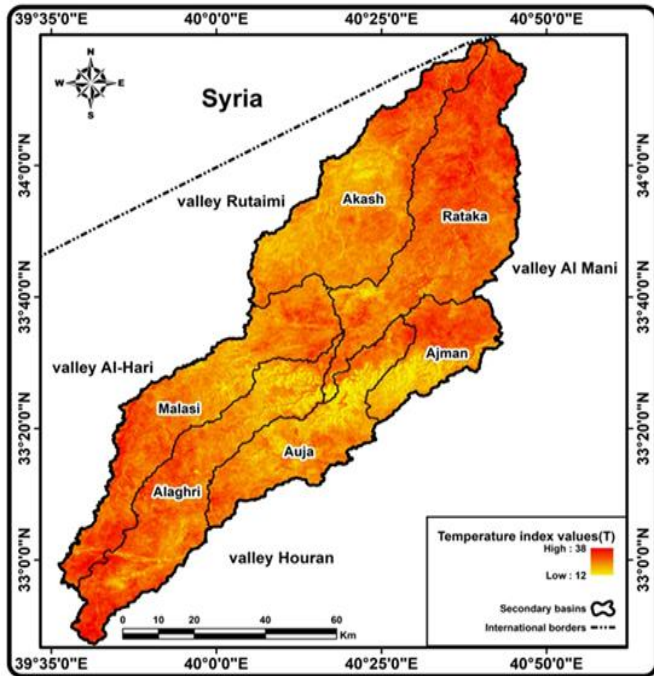 39°35'0"E 40°0'0"E 40°25'0"E 40°50'0"E
N
W E
S
Syria
34°0'0"N
34°0'0"N
valley Rutaimi
Akash
Rataka
valley Al Mani
33°40'0"N
33°40'0"N
valley Al-Hari
Ajman
Malasi
33°20'0"N
33°20'0"N
Auja
Alaghri
valley Houran
33°0'0"N
33°0'0"N
Temperature index values(T)
High : 38
Low : 12
Secondary basins
International borders
0 10 20 40 60
Km
39°35'0"E 40°0'0"E 40°25'0"E 40°50'0"E